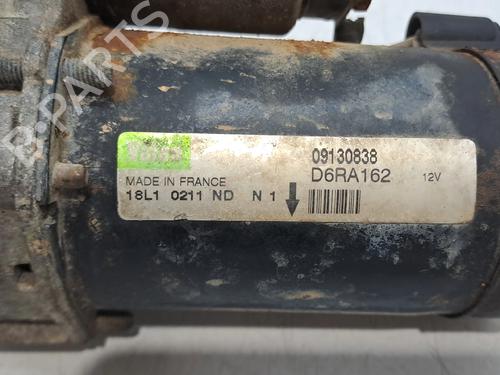 B-PARTS
Valeo
09130838
D6RA162 12V
MADE IN FRANCE
18L1 0211 ND N 1